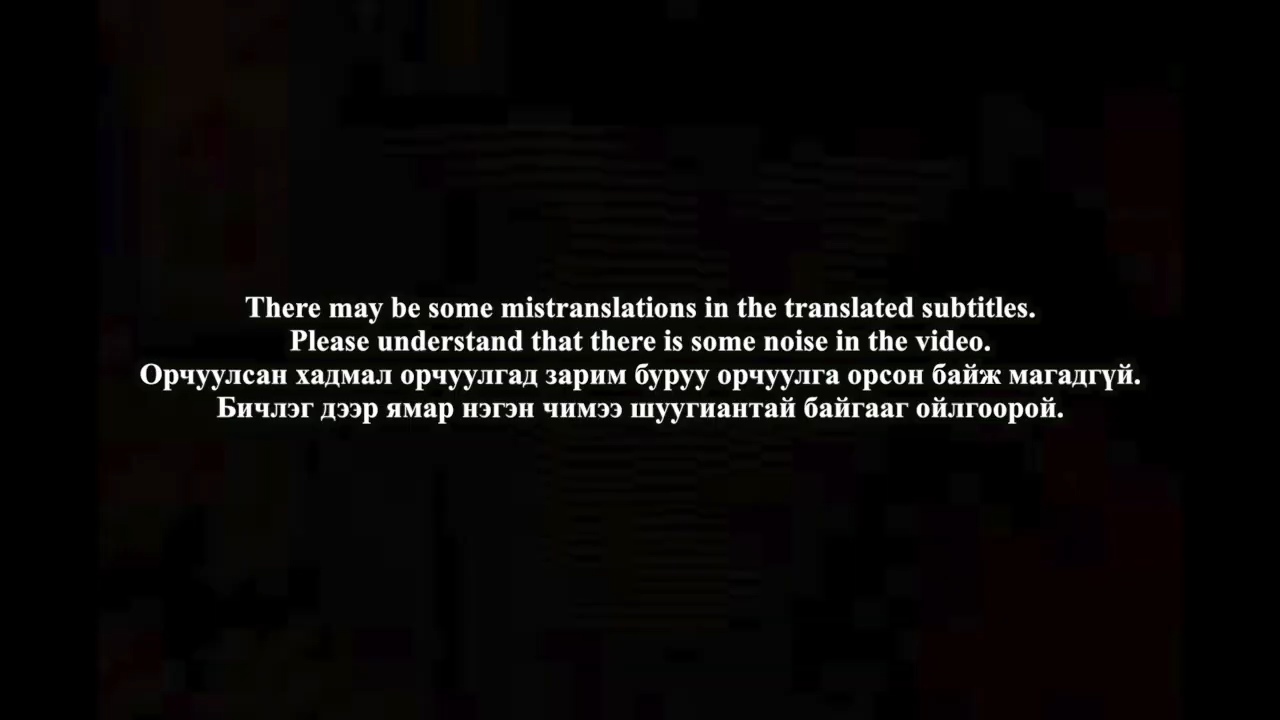 There may be some mistranslations in the translated subtitles.
Please understand that there is some noise in the video.
Орчуулсан хадмал орчуулгад зарим буруу орчуулга орсон байж магадгүй.
Бичлэг дээр ямар нэгэн чимээ шуугиантай байгааг ойлгоорой.